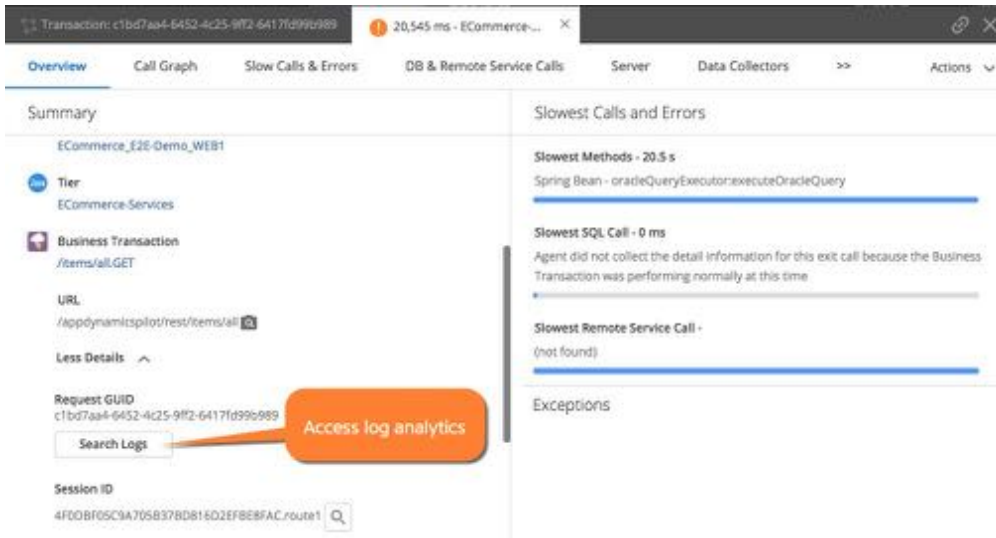 Transaction: c1bd7aa4-6452-4c25-9ff2-6417fd99b989
20,545 ms - ECommerce-...
Overview
Call Graph
Slow Calls & Errors
DB & Remote Service Calls
Server
Data Collectors
>>
Actions
Summary
ECommerce_E2E-Demo_WEB1
Tier
ECommerce-Services
Business Transaction
/items/all.GET
URL
/appdynamicspilot/rest/items/all
Less Details
Request GUID
c1bd7aa4-6452-4c25-9ff2-6417fd99b989
Search Logs
Access log analytics
Session ID
4F0DBF05C9A705B37BD816D2EFBE8FAC.route1
Slowest Calls and Errors
Slowest Methods - 20.5 s
Spring Bean - oracleQueryExecutor:executeOracleQuery
Slowest SQL Call - 0 ms
Agent did not collect the detail information for this exit call because the Business
Transaction was performing normally at this time
Slowest Remote Service Call -
(not found)
Exceptions